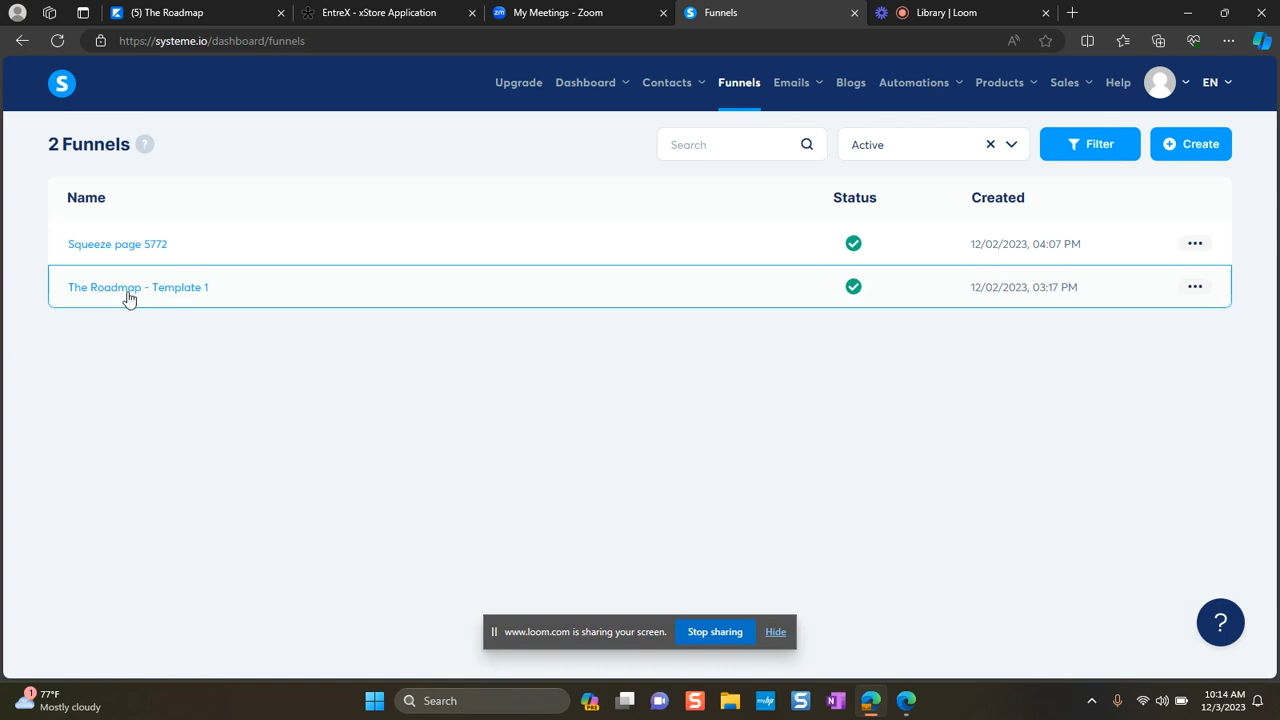 (5) The Roadmap
EntreX - xStore Application
My Meetings - Zoom
Funnels
Library | Loom
https://systeme.io/dashboard/funnels
S
Upgrade Dashboard Contacts Funnels Emails Blogs Automations Products Sales Help EN
2 Funnels ?
Search
Active
Filter
Create
Name Status Created
Squeeze page 5772 12/02/2023, 04:07 PM
The Roadmap - Template 1 12/02/2023, 03:17 PM
www.loom.com is sharing your screen. Stop sharing Hide
?
1
77°F
Mostly cloudy
Search
10:14 AM
12/3/2023